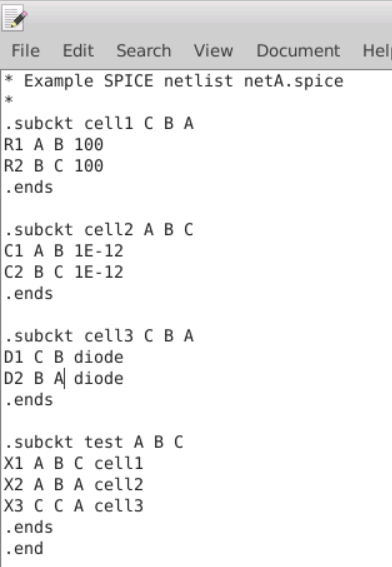 File Edit Search View Document Hel
* Example SPICE netlist netA.spice
*
.subckt cell1 C B A
R1 A B 100
R2 B C 100
.ends
.subckt cell2 A B C
C1 A B 1E-12
C2 B C 1E-12
.ends
.subckt cell3 C B A
D1 C B diode
D2 B A diode
.ends
.subckt test A B C
X1 A B C cell1
X2 A B A cell2
X3 C C A cell3
.ends
.end